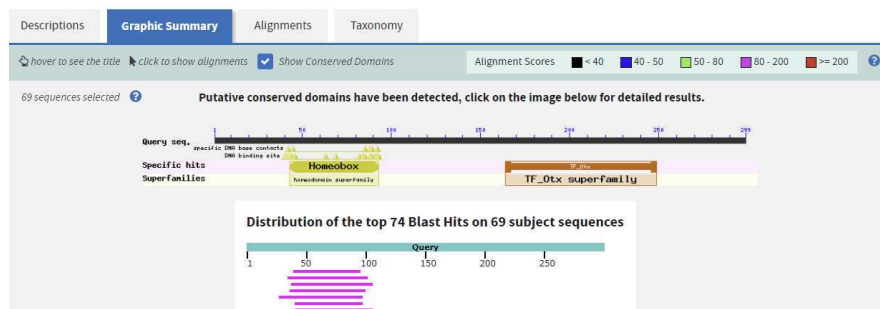 Descriptions Graphic Summary Alignments Taxonomy
hover to see the title click to show alignments Show Conserved Domains Alignment Scores < 40 40 - 50 50 - 80 80 - 200 >= 200 ?
69 sequences selected ? Putative conserved domains have been detected, click on the image below for detailed results.
1 50 100 150 200 250 299
Query seq.
specific DNA base contacts
DNA binding site
Specific hits Homeobox TF_Otx
Superfamilies homeodomain superfamily TF_Otx superfamily
Distribution of the top 74 Blast Hits on 69 subject sequences
Query
1 50 100 150 200 250